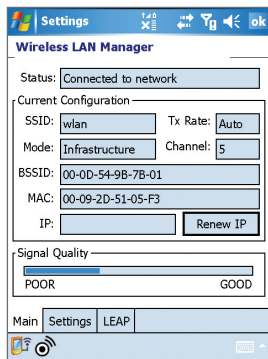 Settings ok
Wireless LAN Manager
Status: Connected to network
Current Configuration
SSID: wlan Tx Rate: Auto
Mode: Infrastructure Channel: 5
BSSID: 00-0D-54-9B-7B-01
MAC: 00-09-2D-51-05-F3
IP: Renew IP
Signal Quality
POOR GOOD
Main Settings LEAP